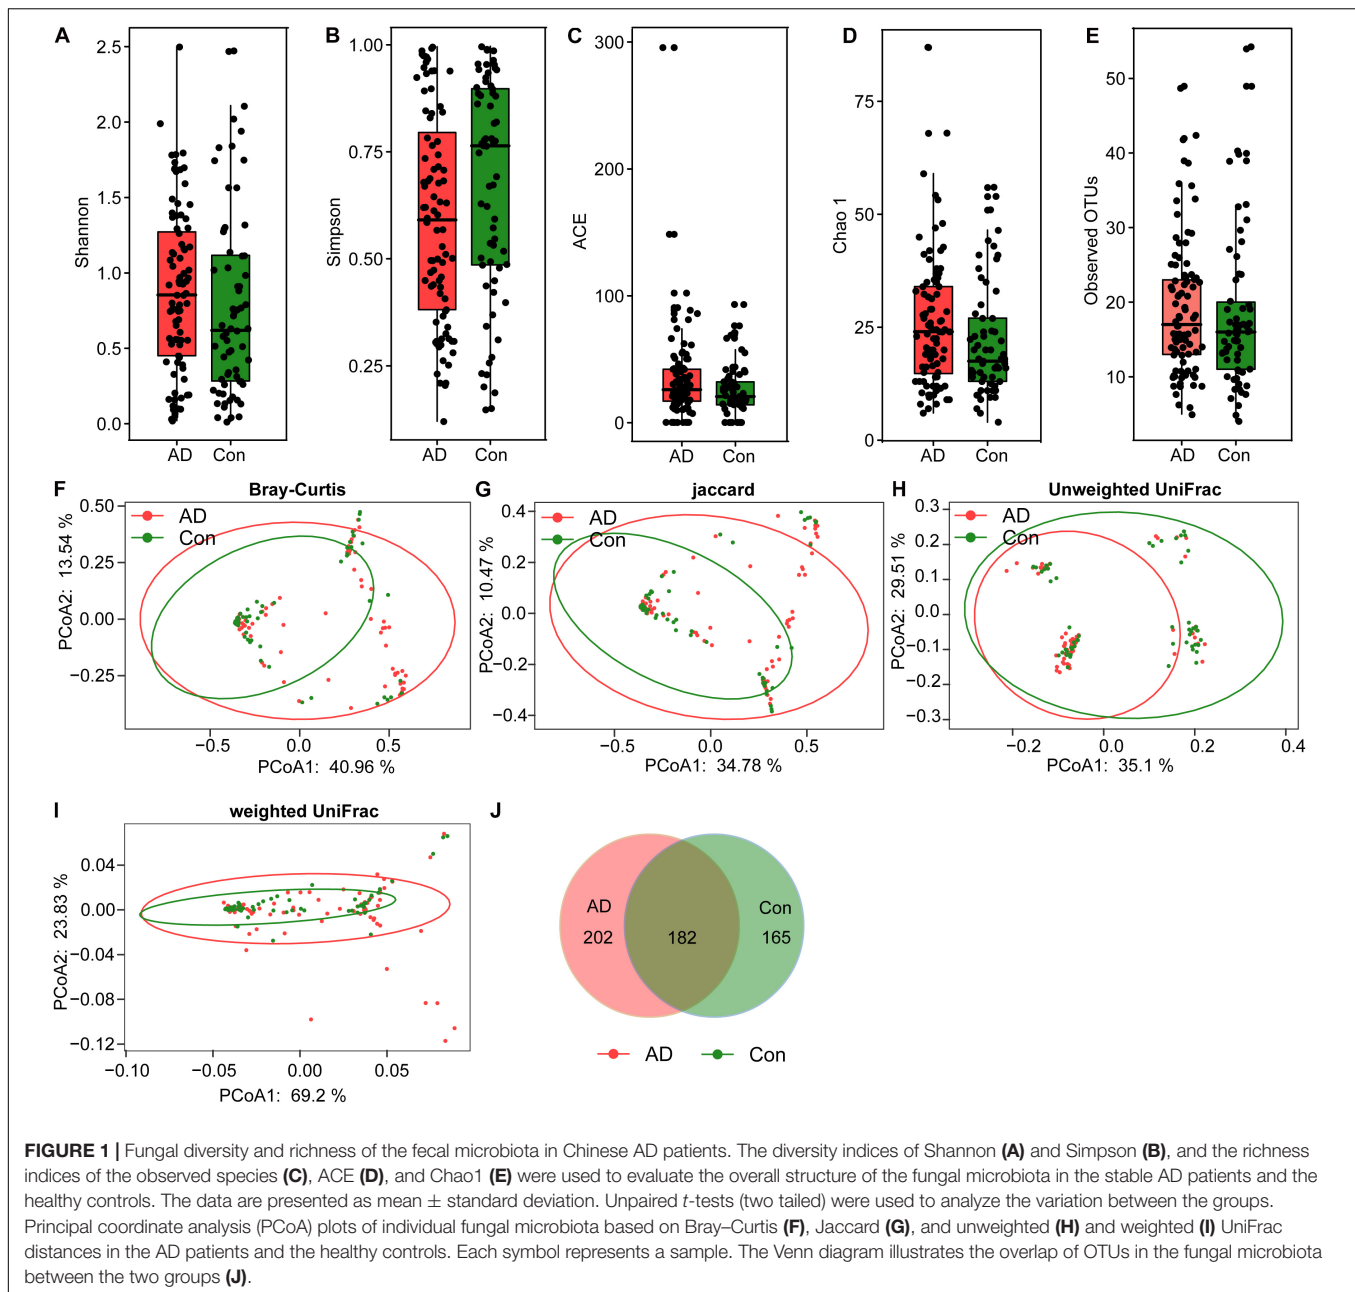 A
B
C
D
E
2.5
2.0
1.5
1.0
0.5
0.0
Shannon
AD
Con
1.00
0.75
0.50
0.25
Simpson
AD
Con
300
200
100
0
ACE
AD
Con
75
50
25
0
Chao 1
AD
Con
50
40
30
20
10
Observed OTUs
AD
Con
F
Bray-Curtis
AD
Con
0.50
0.25
0.00
−0.25
PCoA2: 13.54 %
−0.5
0.0
0.5
PCoA1: 40.96 %
G
jaccard
AD
Con
0.4
0.2
0.0
−0.2
−0.4
PCoA2: 10.47 %
−0.5
0.0
0.5
PCoA1: 34.78 %
H
Unweighted UniFrac
AD
Con
0.3
0.2
0.1
0.0
−0.1
−0.2
−0.3
PCoA2: 29.51 %
−0.2
0.0
0.2
0.4
PCoA1: 35.1 %
I
weighted UniFrac
0.04
0.00
−0.04
−0.08
−0.12
PCoA2: 23.83 %
−0.10
−0.05
0.00
0.05
PCoA1: 69.2 %
J
AD
202
182
Con
165
AD
Con
FIGURE 1 | Fungal diversity and richness of the fecal microbiota in Chinese AD patients. The diversity indices of Shannon (A) and Simpson (B), and the richness
indices of the observed species (C), ACE (D), and Chao1 (E) were used to evaluate the overall structure of the fungal microbiota in the stable AD patients and the
healthy controls. The data are presented as mean ± standard deviation. Unpaired t-tests (two tailed) were used to analyze the variation between the groups.
Principal coordinate analysis (PCoA) plots of individual fungal microbiota based on Bray–Curtis (F), Jaccard (G), and unweighted (H) and weighted (I) UniFrac
distances in the AD patients and the healthy controls. Each symbol represents a sample. The Venn diagram illustrates the overlap of OTUs in the fungal microbiota
between the two groups (J).